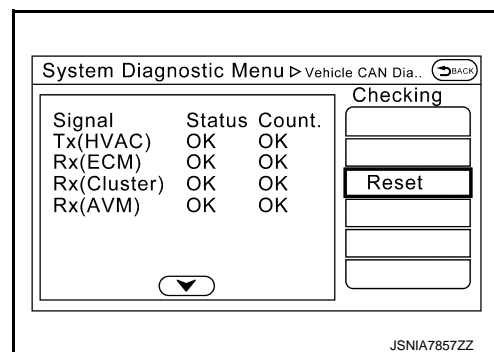 System Diagnostic Menu ▷ Vehicle CAN Dia.. BACK
Checking
Signal Status Count.
Tx(HVAC) OK OK
Rx(ECM) OK OK
Rx(Cluster) OK OK
Rx(AVM) OK OK
Reset
JSNIA7857ZZ